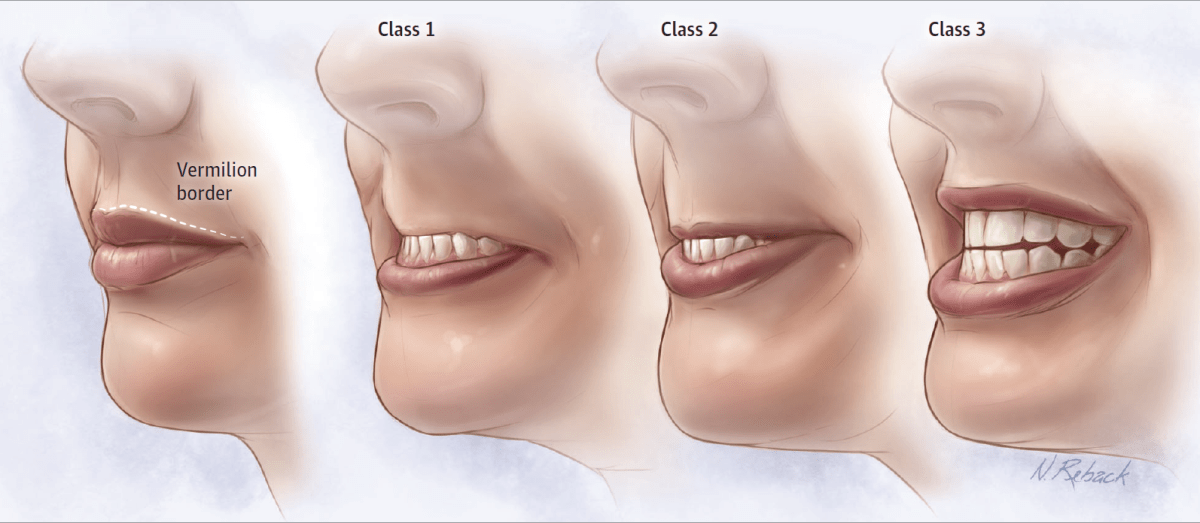 Class 1
Class 2
Class 3
Vermilion
border
N. Reback